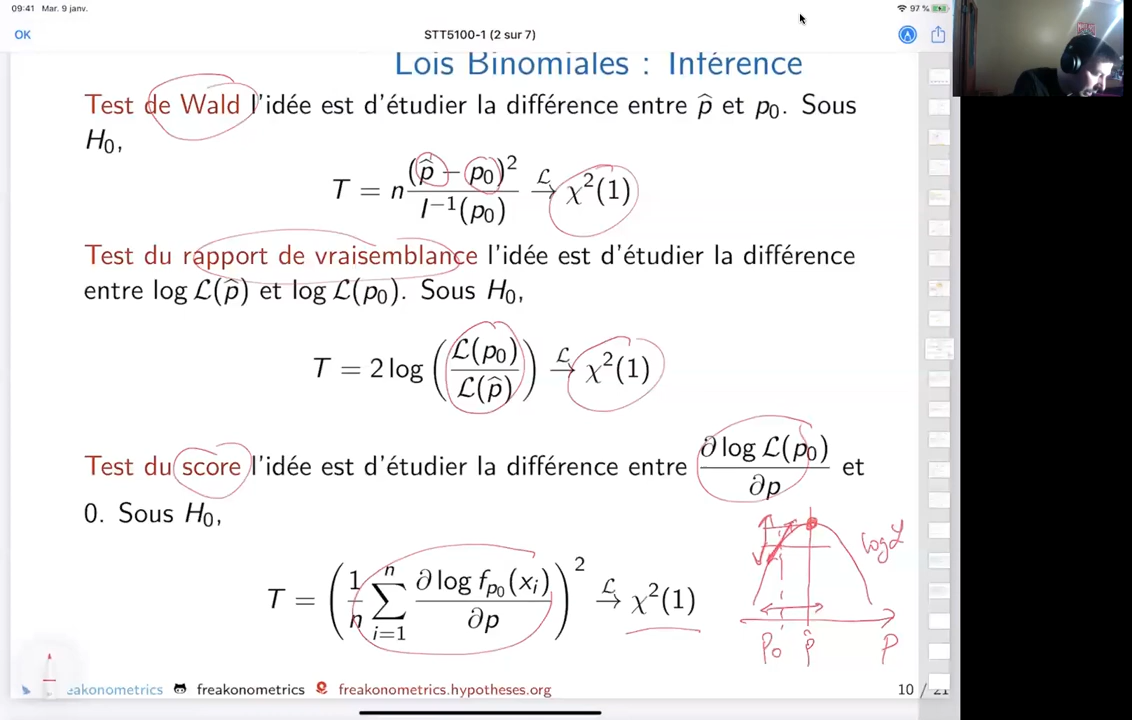 09:41 Mar. 9 janv.
97 %
OK
STT5100-1 (2 sur 7)
Lois Binomiales : Inférence
Test de Wald l'idée est d'étudier la différence entre p̂ et p₀. Sous
H₀,
T = n (p̂ − p₀)² / I⁻¹(p₀) →^ℒ χ²(1)
Test du rapport de vraisemblance l'idée est d'étudier la différence
entre log ℒ(p̂) et log ℒ(p₀). Sous H₀,
T = 2 log ( ℒ(p₀) / ℒ(p̂) ) →^ℒ χ²(1)
Test du score l'idée est d'étudier la différence entre ∂ log ℒ(p₀) / ∂p et
0. Sous H₀,
T = ( 1/n ∑_{i=1}^{n} ∂ log f_{p₀}(x_i) / ∂p )² →^ℒ χ²(1)
log ℒ
p₀ p̂ p
eakonometrics freakonometrics freakonometrics.hypotheses.org
10 / 21